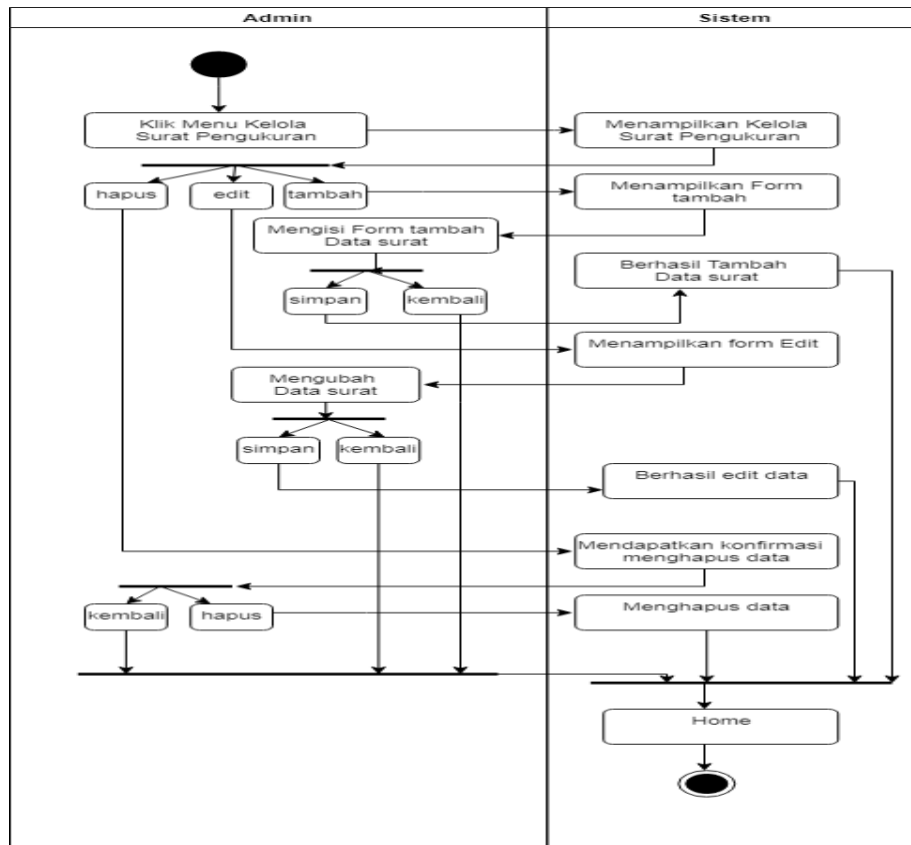 Admin
Sistem
Klik Menu Kelola
Surat Pengukuran
Menampilkan Kelola
Surat Pengukuran
hapus
edit
tambah
Menampilkan Form
tambah
Mengisi Form tambah
Data surat
Berhasil Tambah
Data surat
simpan
kembali
Menampilkan form Edit
Mengubah
Data surat
simpan
kembali
Berhasil edit data
Mendapatkan konfirmasi
menghapus data
kembali
hapus
Menghapus data
Home